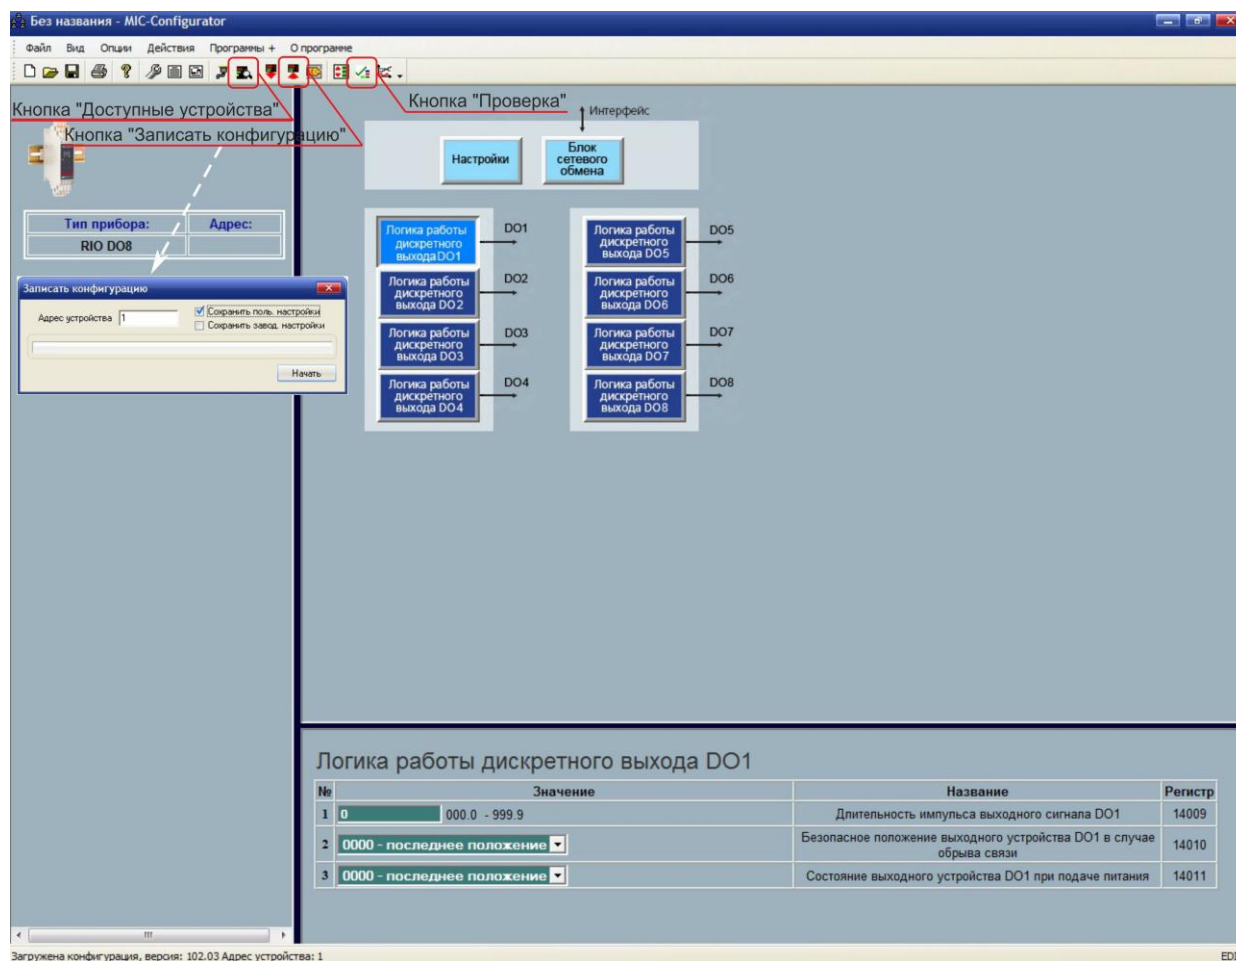 Без названия - MIC-Configurator
Файл Вид Опции Действия Программы + О программе
Кнопка "Доступные устройства"
Кнопка "Проверка"
Кнопка "Записать конфигурацию"
Интерфейс
Настройки
Блок
сетевого
обмена
Тип прибора: Адрес:
RIO DO8
Логика работы
дискретного
выходаDO1
DO1
Логика работы
дискретного
выхода DO5
DO5
Логика работы
дискретного
выхода DO2
DO2
Логика работы
дискретного
выхода DO6
DO6
Логика работы
дискретного
выхода DO3
DO3
Логика работы
дискретного
выхода DO7
DO7
Логика работы
дискретного
выхода DO4
DO4
Логика работы
дискретного
выхода DO8
DO8
Записать конфигурацию
Адрес устройства 1
Сохранить поль. настройки
Сохранить завод. настройки
Начать
Логика работы дискретного выхода DO1
№ Значение Название Регистр
1 0 000.0 - 999.9 Длительность импульса выходного сигнала DO1 14009
2 0000 - последнее положение Безопасное положение выходного устройства DO1 в случае
обрыва связи 14010
3 0000 - последнее положение Состояние выходного устройства DO1 при подаче питания 14011
Загружена конфигурация, версия: 102.03 Адрес устройства: 1